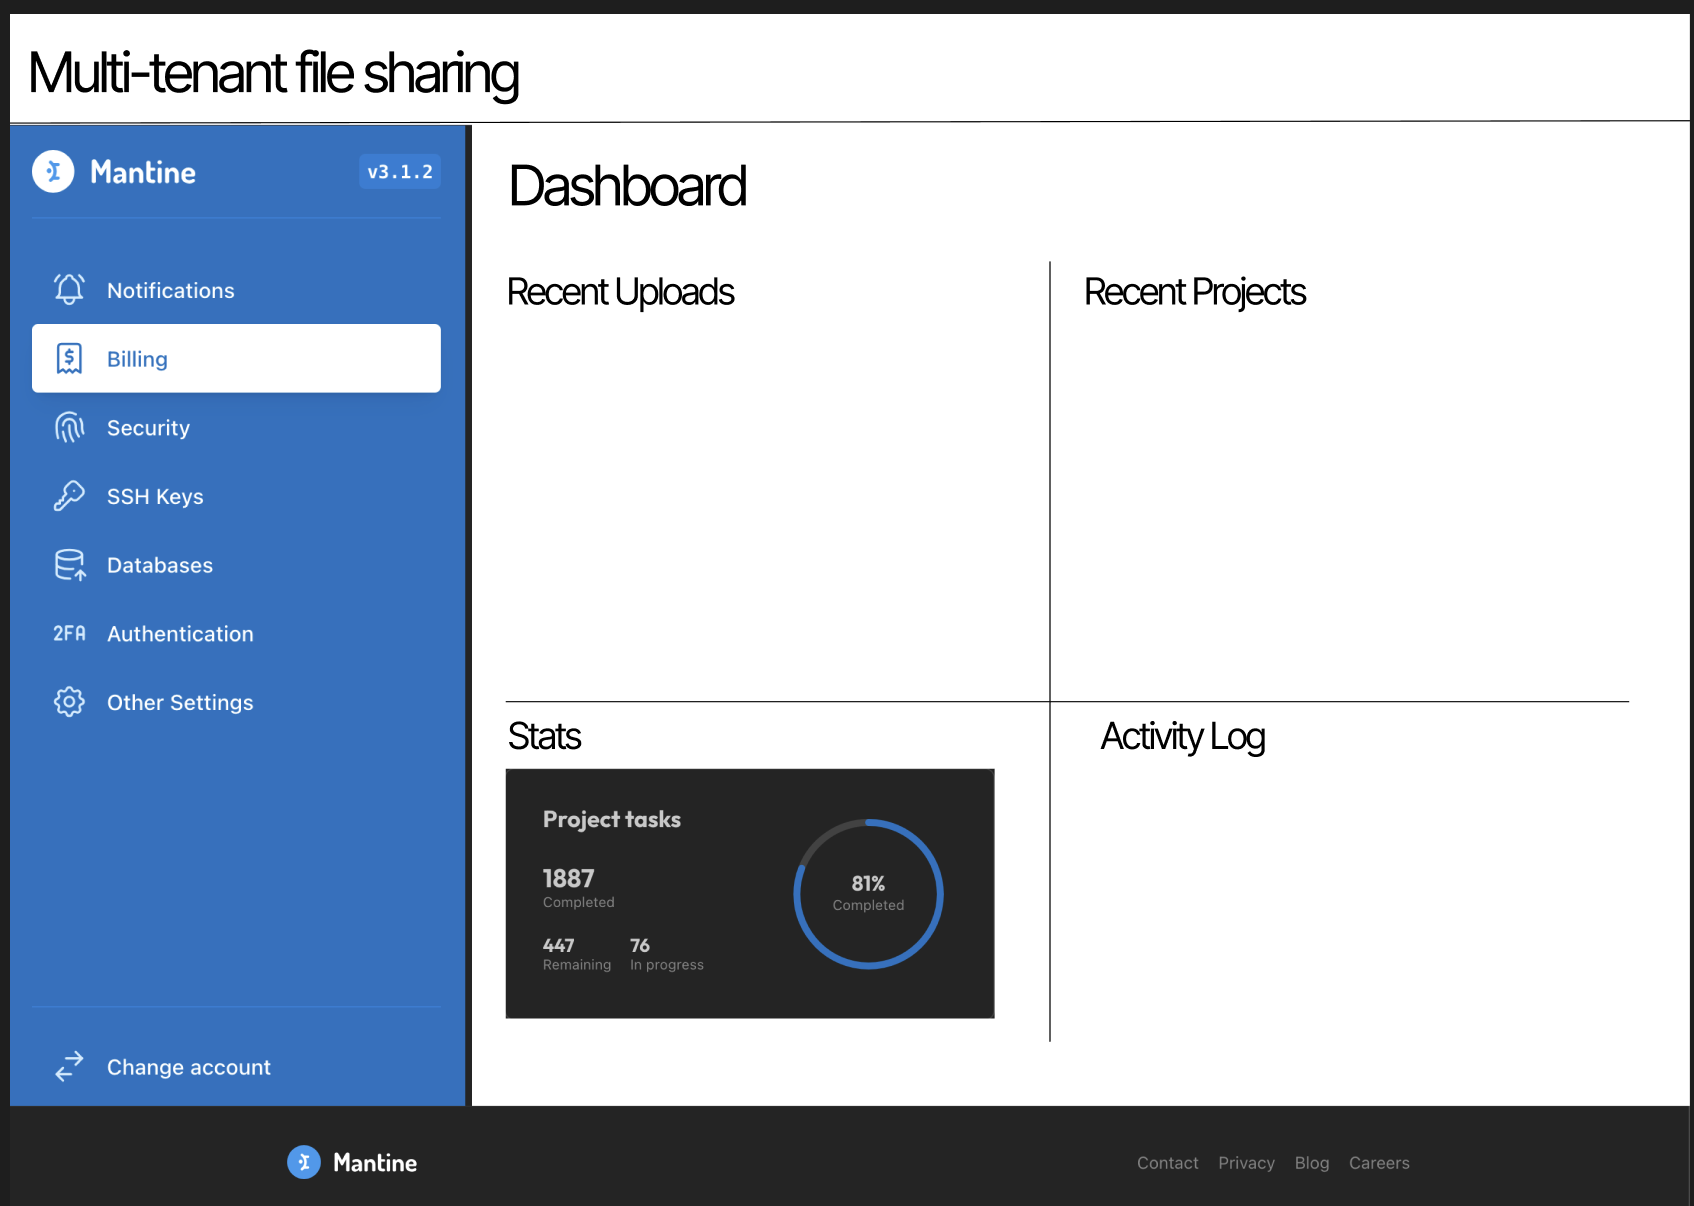 Multi-tenant file sharing
Mantine v3.1.2
Notifications
Billing
Security
SSH Keys
Databases
2FA Authentication
Other Settings
Change account
Dashboard
Recent Uploads
Recent Projects
Stats
Project tasks
1887
Completed
447 76
Remaining In progress
81%
Completed
Activity Log
Mantine
Contact Privacy Blog Careers